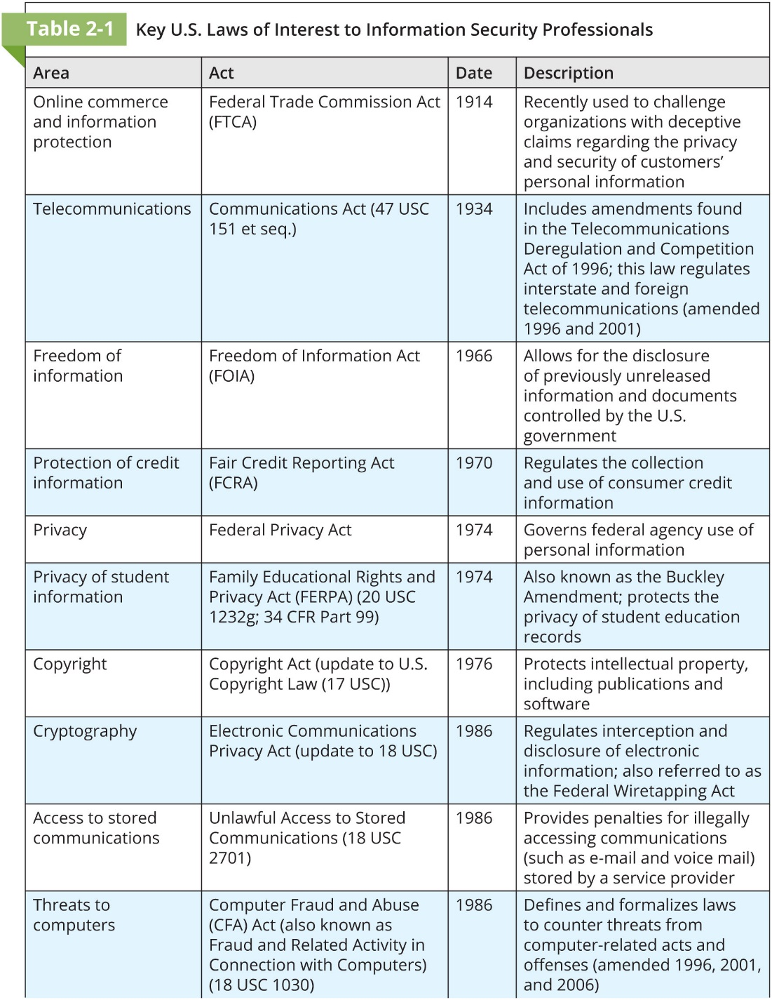 Table 2-1 Key U.S. Laws of Interest to Information Security Professionals
Area Act Date Description
Online commerce
and information
protection
Federal Trade Commission Act
(FTCA)
1914
Recently used to challenge
organizations with deceptive
claims regarding the privacy
and security of customers’
personal information
Telecommunications
Communications Act (47 USC
151 et seq.)
1934
Includes amendments found
in the Telecommunications
Deregulation and Competition
Act of 1996; this law regulates
interstate and foreign
telecommunications (amended
1996 and 2001)
Freedom of
information
Freedom of Information Act
(FOIA)
1966
Allows for the disclosure
of previously unreleased
information and documents
controlled by the U.S.
government
Protection of credit
information
Fair Credit Reporting Act
(FCRA)
1970
Regulates the collection
and use of consumer credit
information
Privacy
Federal Privacy Act
1974
Governs federal agency use of
personal information
Privacy of student
information
Family Educational Rights and
Privacy Act (FERPA) (20 USC
1232g; 34 CFR Part 99)
1974
Also known as the Buckley
Amendment; protects the
privacy of student education
records
Copyright
Copyright Act (update to U.S.
Copyright Law (17 USC))
1976
Protects intellectual property,
including publications and
software
Cryptography
Electronic Communications
Privacy Act (update to 18 USC)
1986
Regulates interception and
disclosure of electronic
information; also referred to as
the Federal Wiretapping Act
Access to stored
communications
Unlawful Access to Stored
Communications (18 USC
2701)
1986
Provides penalties for illegally
accessing communications
(such as e-mail and voice mail)
stored by a service provider
Threats to
computers
Computer Fraud and Abuse
(CFA) Act (also known as
Fraud and Related Activity in
Connection with Computers)
(18 USC 1030)
1986
Defines and formalizes laws
to counter threats from
computer-related acts and
offenses (amended 1996, 2001,
and 2006)